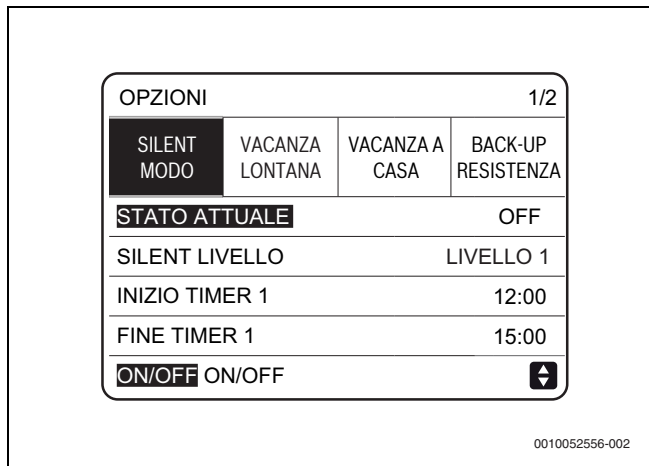 OPZIONI 1/2
SILENT MODO
VACANZA LONTANA
VACANZA A CASA
BACK-UP RESISTENZA
STATO ATTUALE OFF
SILENT LIVELLO LIVELLO 1
INIZIO TIMER 1 12:00
FINE TIMER 1 15:00
ON/OFF ON/OFF
0010052556-002